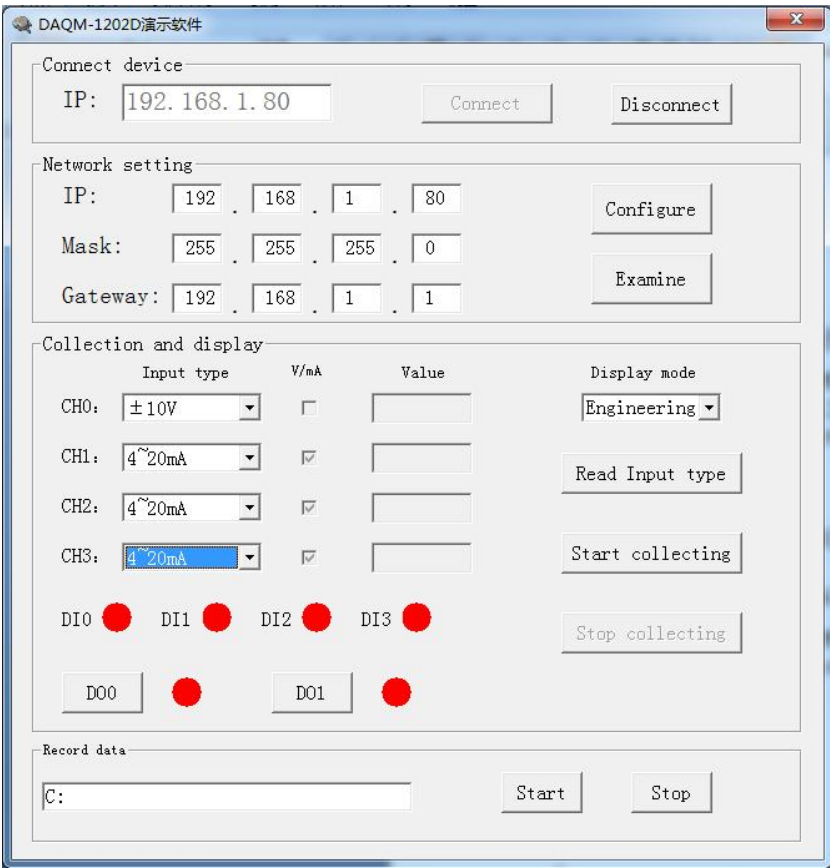 DAQM-1202D演示软件
Connect device
IP: 192.168.1.80 Connect Disconnect
Network setting
IP: 192 . 168 . 1 . 80 Configure
Mask: 255 . 255 . 255 . 0
Examine
Gateway: 192 . 168 . 1 . 1
Collection and display
Input type V/mA Value Display mode
CH0: ±10V Engineering
CH1: 4~20mA Read Input type
CH2: 4~20mA
CH3: 4~20mA Start collecting
DI0 DI1 DI2 DI3 Stop collecting
DO0 DO1
Record data
C: Start Stop